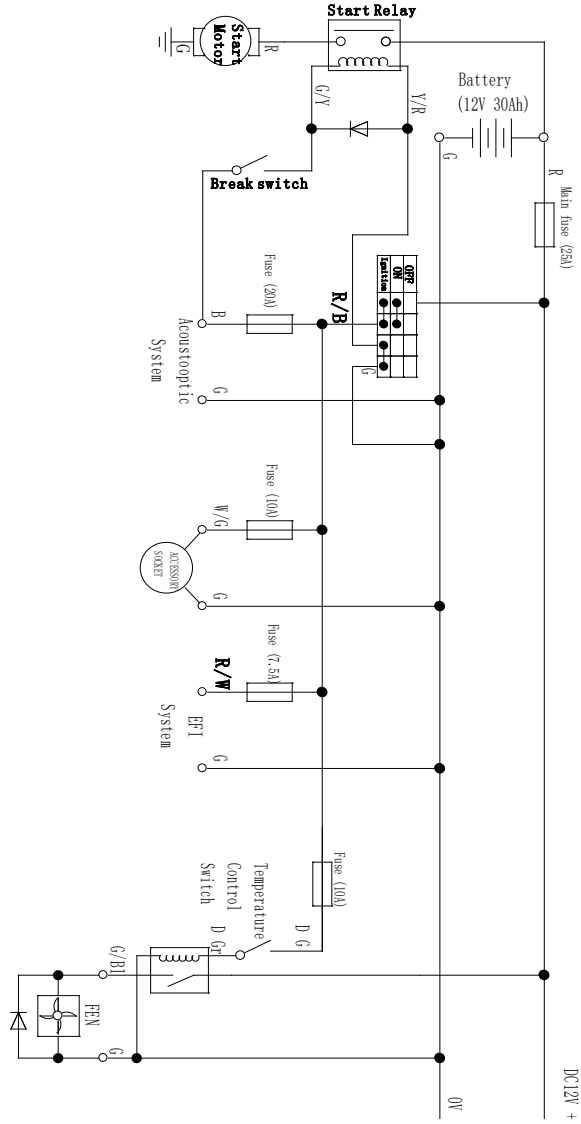 Start Relay
R
Start
Motor
G
G/Y
Y/R
Battery
(12V 30Ah)
G
R
Main fuse (25A)
Break switch
OFF
ON
Ignition
R/B
G
Fuse (20A)
B
Acoustooptic
System
G
Fuse (10A)
W/G
ACCESSORY
SOCKET
G
Fuse (7.5A)
R/W
EFI
System
G
Fuse (10A)
Temperature
Control
Switch
D G
D Gr
G/Bl
FEN
G
DC12V +
0V